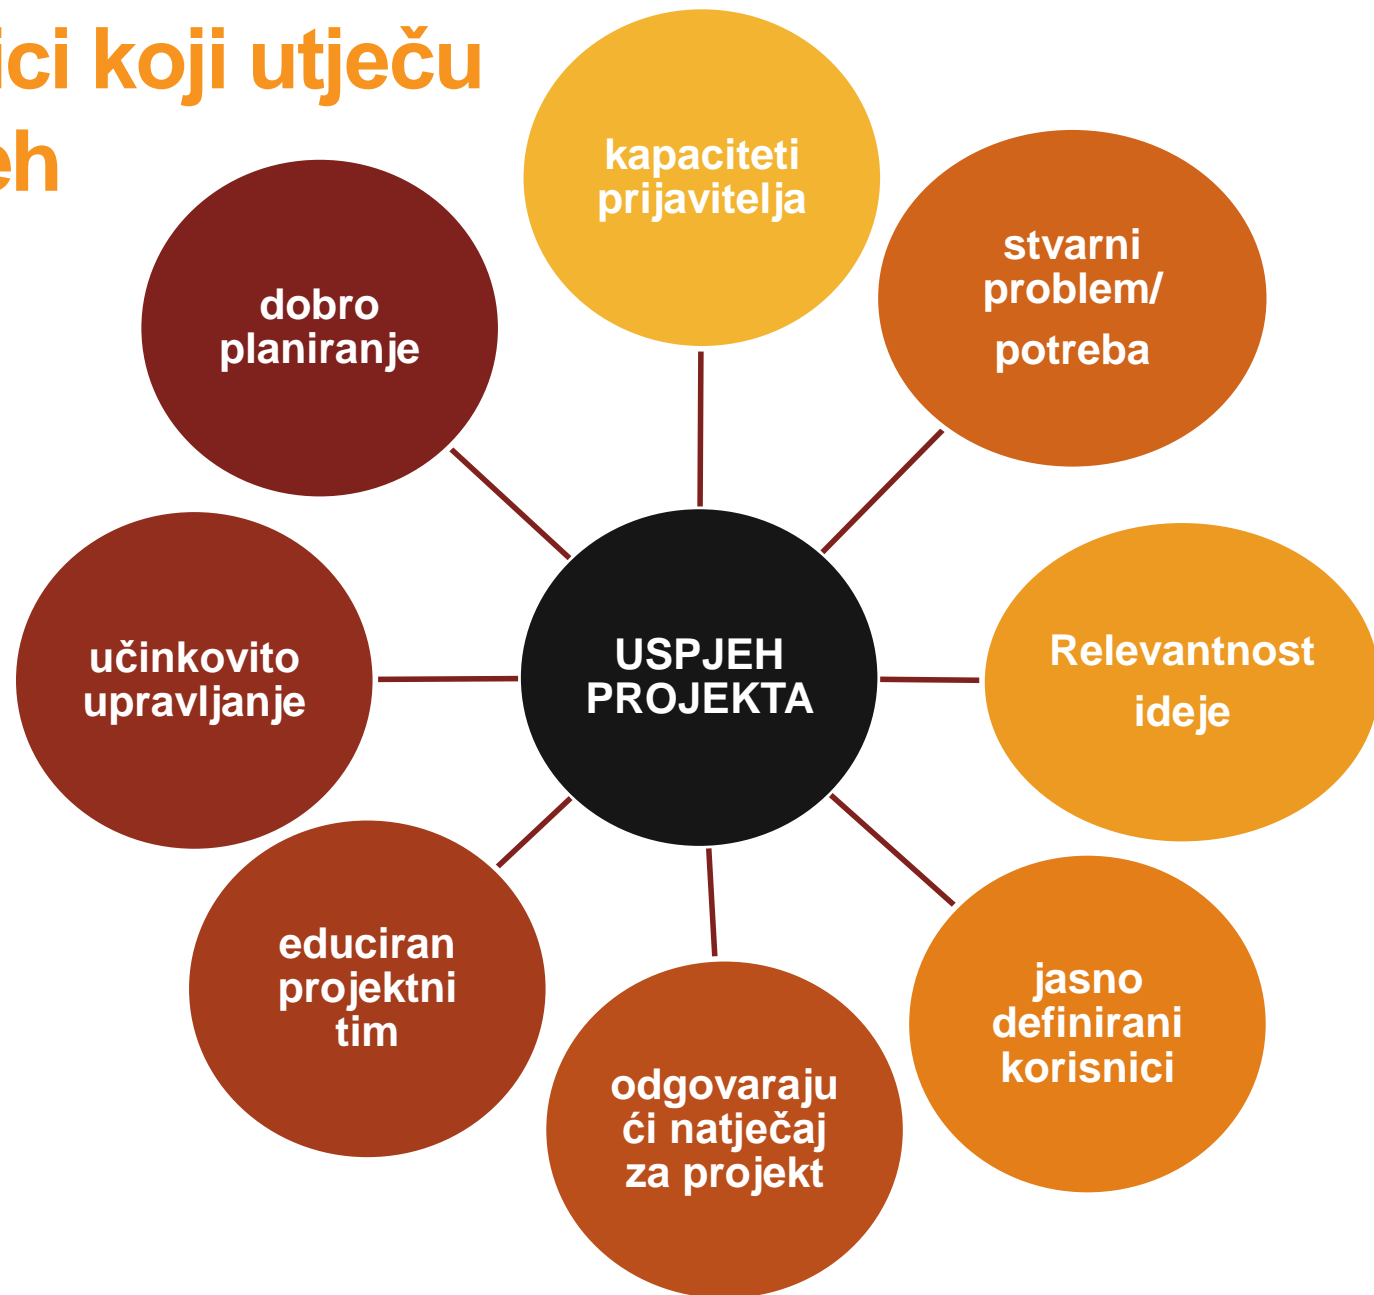 ici koji utječu
eh
kapaciteti
prijavitelja
stvarni
problem/
potreba
dobro
planiranje
učinkovito
upravljanje
USPJEH
PROJEKTA
Relevantnost
ideje
educiran
projektni
tim
jasno
definirani
korisnici
odgovaraju
ći natječaj
za projekt